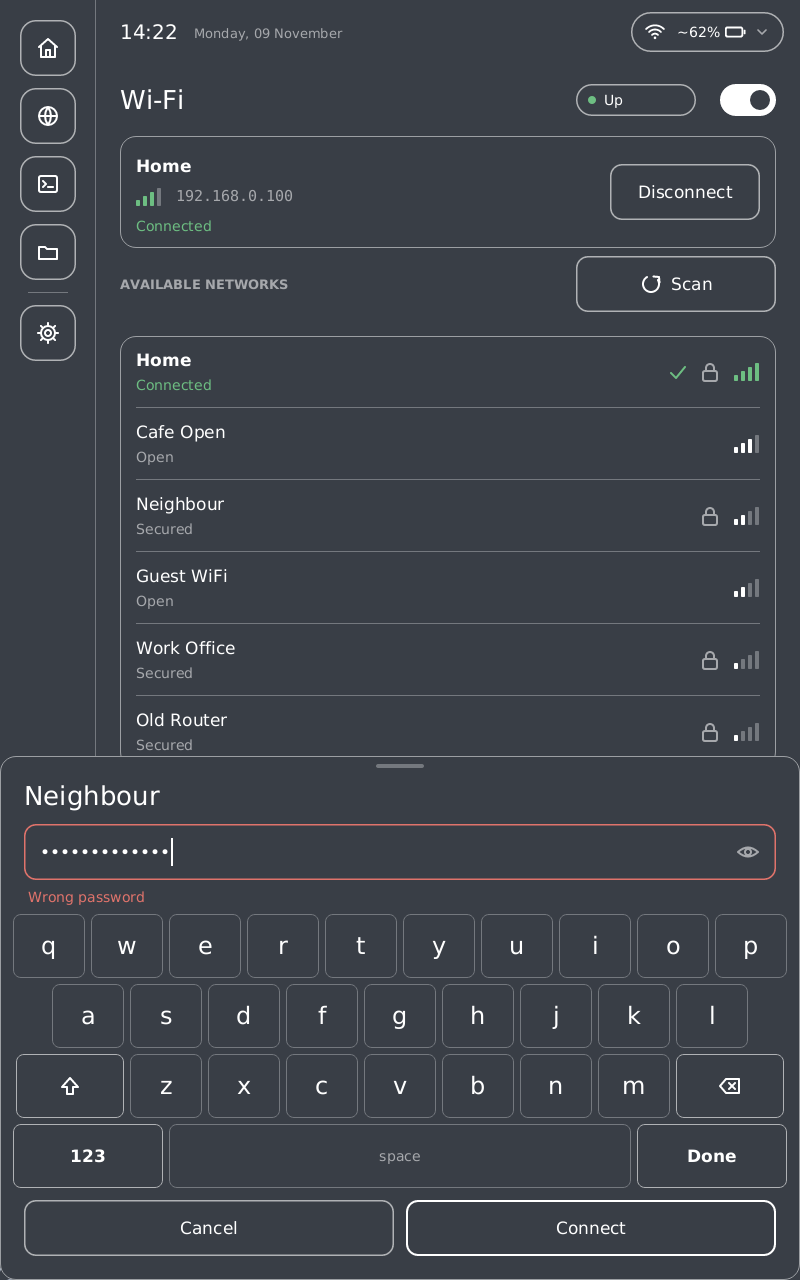 14:22 Monday, 09 November ~62%
Wi-Fi Up
Home
192.168.0.100
Connected
Disconnect
AVAILABLE NETWORKS Scan
Home
Connected
Cafe Open
Open
Neighbour
Secured
Guest WiFi
Open
Work Office
Secured
Old Router
Secured
Neighbour
•••••••••••••
Wrong password
q w e r t y u i o p
a s d f g h j k l
z x c v b n m
123 space Done
Cancel Connect